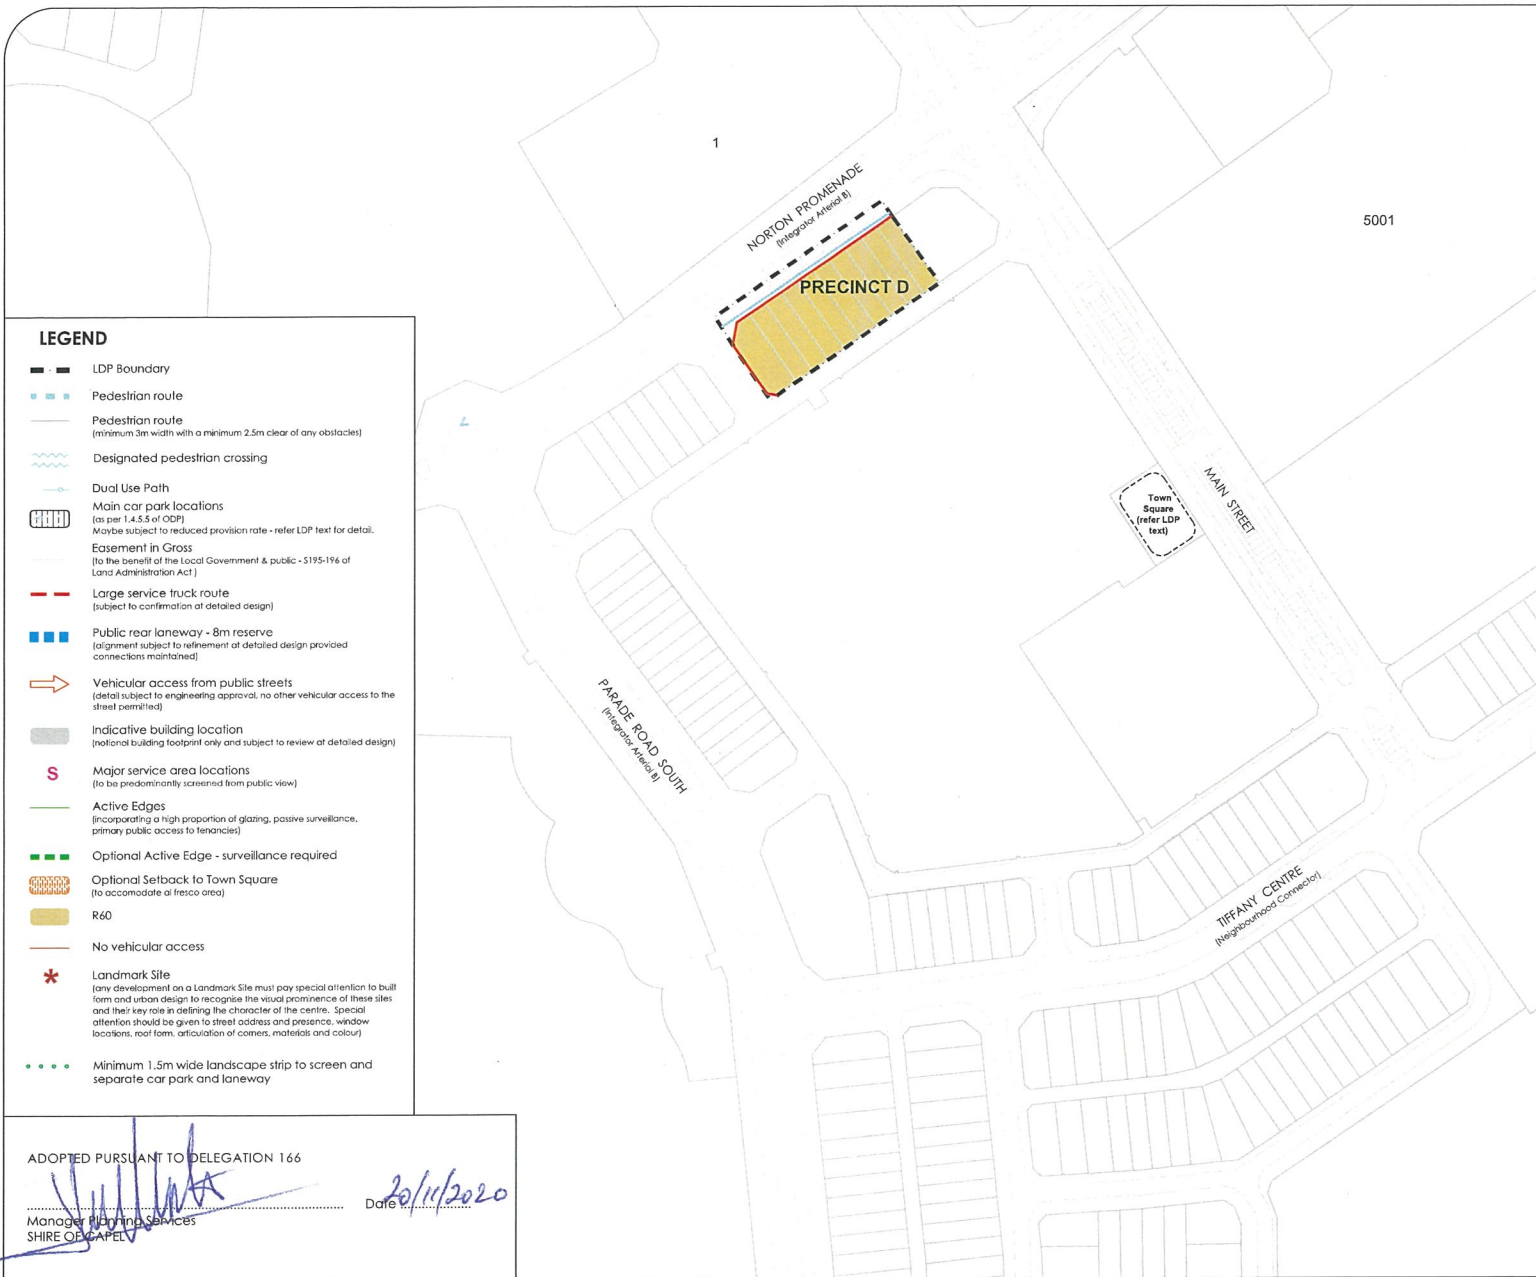 1
NORTON PROMENADE
(Integrator Arterial B)
5001
PRECINCT D
LEGEND
LDP Boundary
Pedestrian route
Pedestrian route
(minimum 3m width with a minimum 2.5m clear of any obstacles)
Designated pedestrian crossing
Dual Use Path
Main car park locations
(as per 1.4.5.5 of ODP)
Maybe subject to reduced provision rate - refer LDP text for detail.
Easement in Gross
(to the benefit of the Local Government & public - S195-196 of
Land Administration Act )
Large service truck route
(subject to confirmation at detailed design)
Public rear laneway - 8m reserve
(alignment subject to refinement at detailed design provided
connections maintained)
Vehicular access from public streets
(detail subject to engineering approval, no other vehicular access to the
street permitted)
Indicative building location
(notional building footprint only and subject to review at detailed design)
S
Major service area locations
(to be predominantly screened from public view)
Active Edges
(incorporating a high proportion of glazing, passive surveillance,
primary public access to tenancies)
Optional Active Edge - surveillance required
Optional Setback to Town Square
(to accomodate al fresco area)
R60
No vehicular access
*
Landmark Site
(any development on a Landmark Site must pay special attention to built
form and urban design to recognise the visual prominence of these sites
and their key role in defining the character of the centre. Special
attention should be given to street address and presence, window
locations, roof form, articulation of corners, materials and colour)
Minimum 1.5m wide landscape strip to screen and
separate car park and laneway
Town
Square
(refer LDP
text)
MAIN STREET
PARADE ROAD SOUTH
(Integrator Arterial B)
TIFFANY CENTRE
(Neighbourhood Connector)
ADOPTED PURSUANT TO DELEGATION 166
Date 20/11/2020
Manager Planning Services
SHIRE OF CAPEL